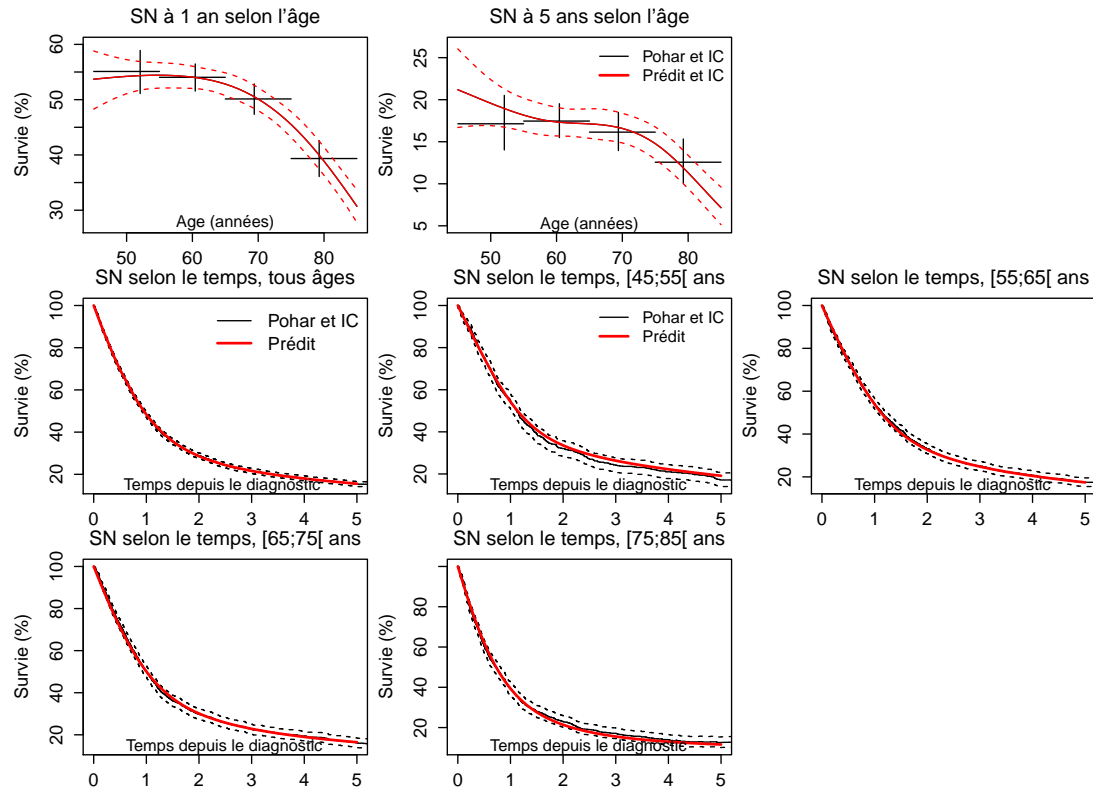 SN à 1 an selon l'âge
Survie (%)
60
50
40
30
Age (années)
50 60 70 80
SN à 5 ans selon l'âge
Survie (%)
25
20
15
10
5
Pohar et IC
Prédit et IC
Age (années)
50 60 70 80
SN selon le temps, tous âges
Survie (%)
100
80
60
40
20
Pohar et IC
Prédit
Temps depuis le diagnostic
0 1 2 3 4 5
SN selon le temps, [45;55[ ans
Survie (%)
100
80
60
40
20
Pohar et IC
Prédit
Temps depuis le diagnostic
0 1 2 3 4 5
SN selon le temps, [55;65[ ans
Survie (%)
100
80
60
40
20
Temps depuis le diagnostic
0 1 2 3 4 5
SN selon le temps, [65;75[ ans
Survie (%)
100
80
60
40
20
Temps depuis le diagnostic
0 1 2 3 4 5
SN selon le temps, [75;85[ ans
Survie (%)
80
60
40
20
Temps depuis le diagnostic
0 1 2 3 4 5